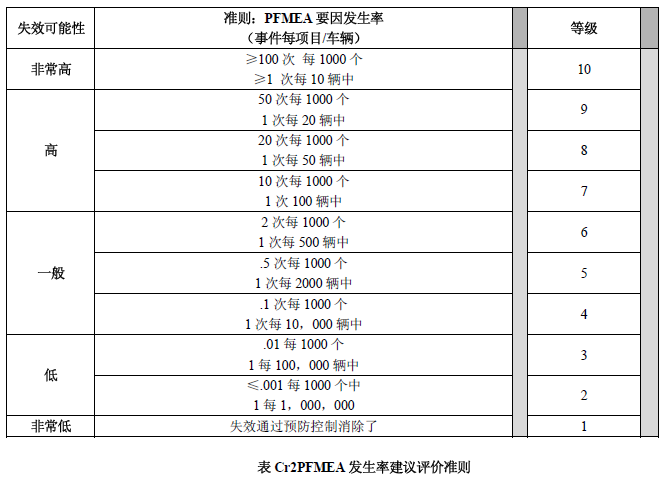 失效可能性
准则：PFMEA 要因发生率
（事件每项目/车辆）
等级
非常高
≥100 次 每 1000 个
≥1 次每 10 辆中
10
高
50 次每 1000 个
1 次每 20 辆中
9
20 次每 1000 个
1 次每 50 辆中
8
10 次每 1000 个
1 次 100 辆中
7
一般
2 次每 1000 个
1 次每 500 辆中
6
.5 次每 1000 个
1 次每 2000 辆中
5
.1 次每 1000 个
1 次每 10，000 辆中
4
低
.01 每 1000 个
1 每 100，000 辆中
3
≤.001 每 1000 个中
1 每 1，000，000
2
非常低
失效通过预防控制消除了
1
表 Cr2PFMEA 发生率建议评价准则